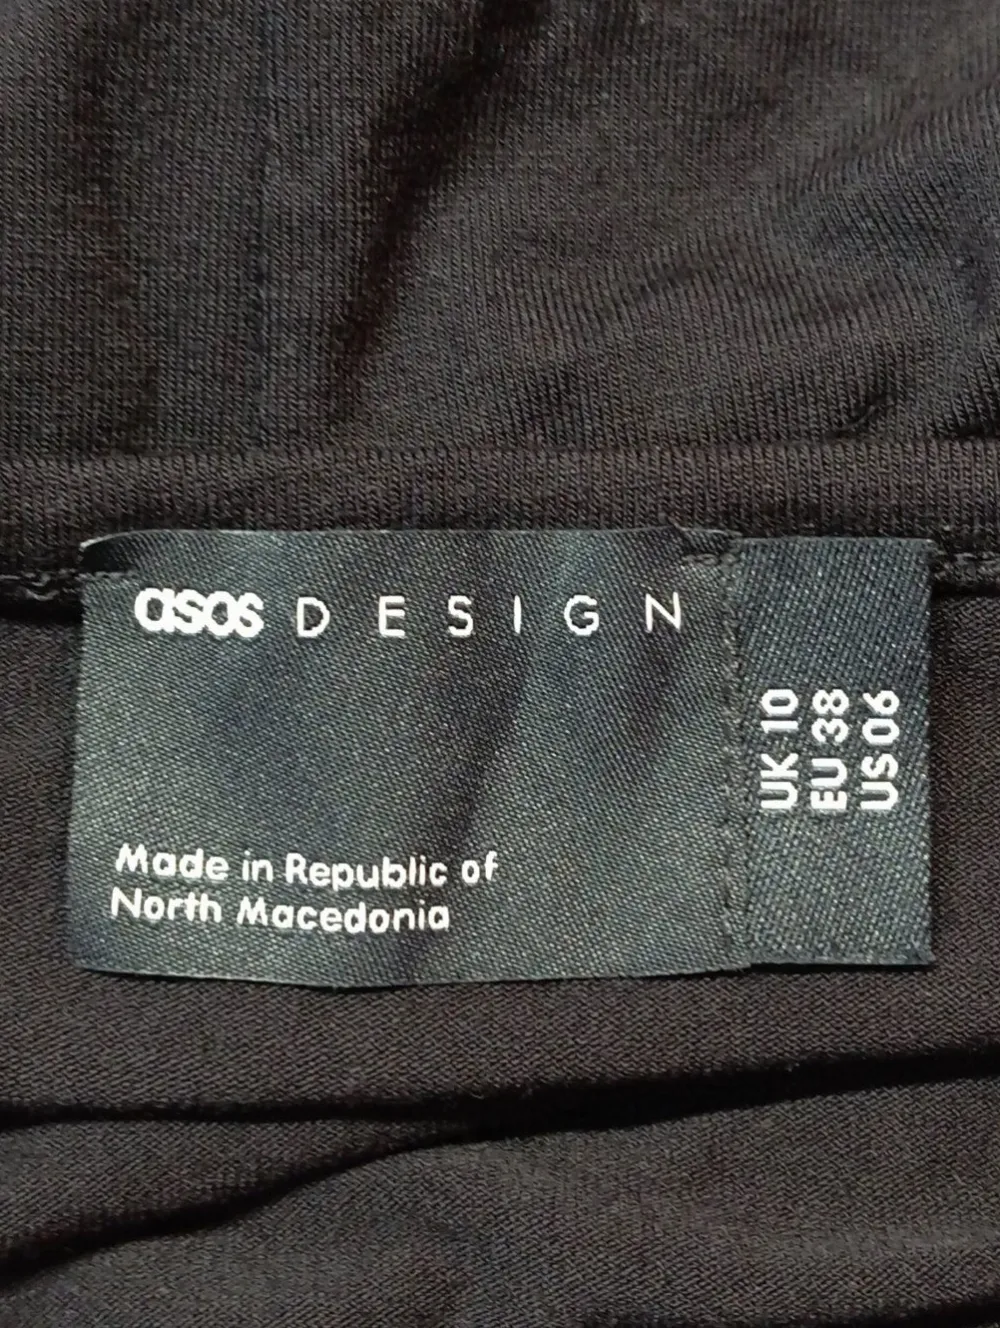 asos DESIGN
Made in Republic of
North Macedonia
UK 10
EU 38
US 06